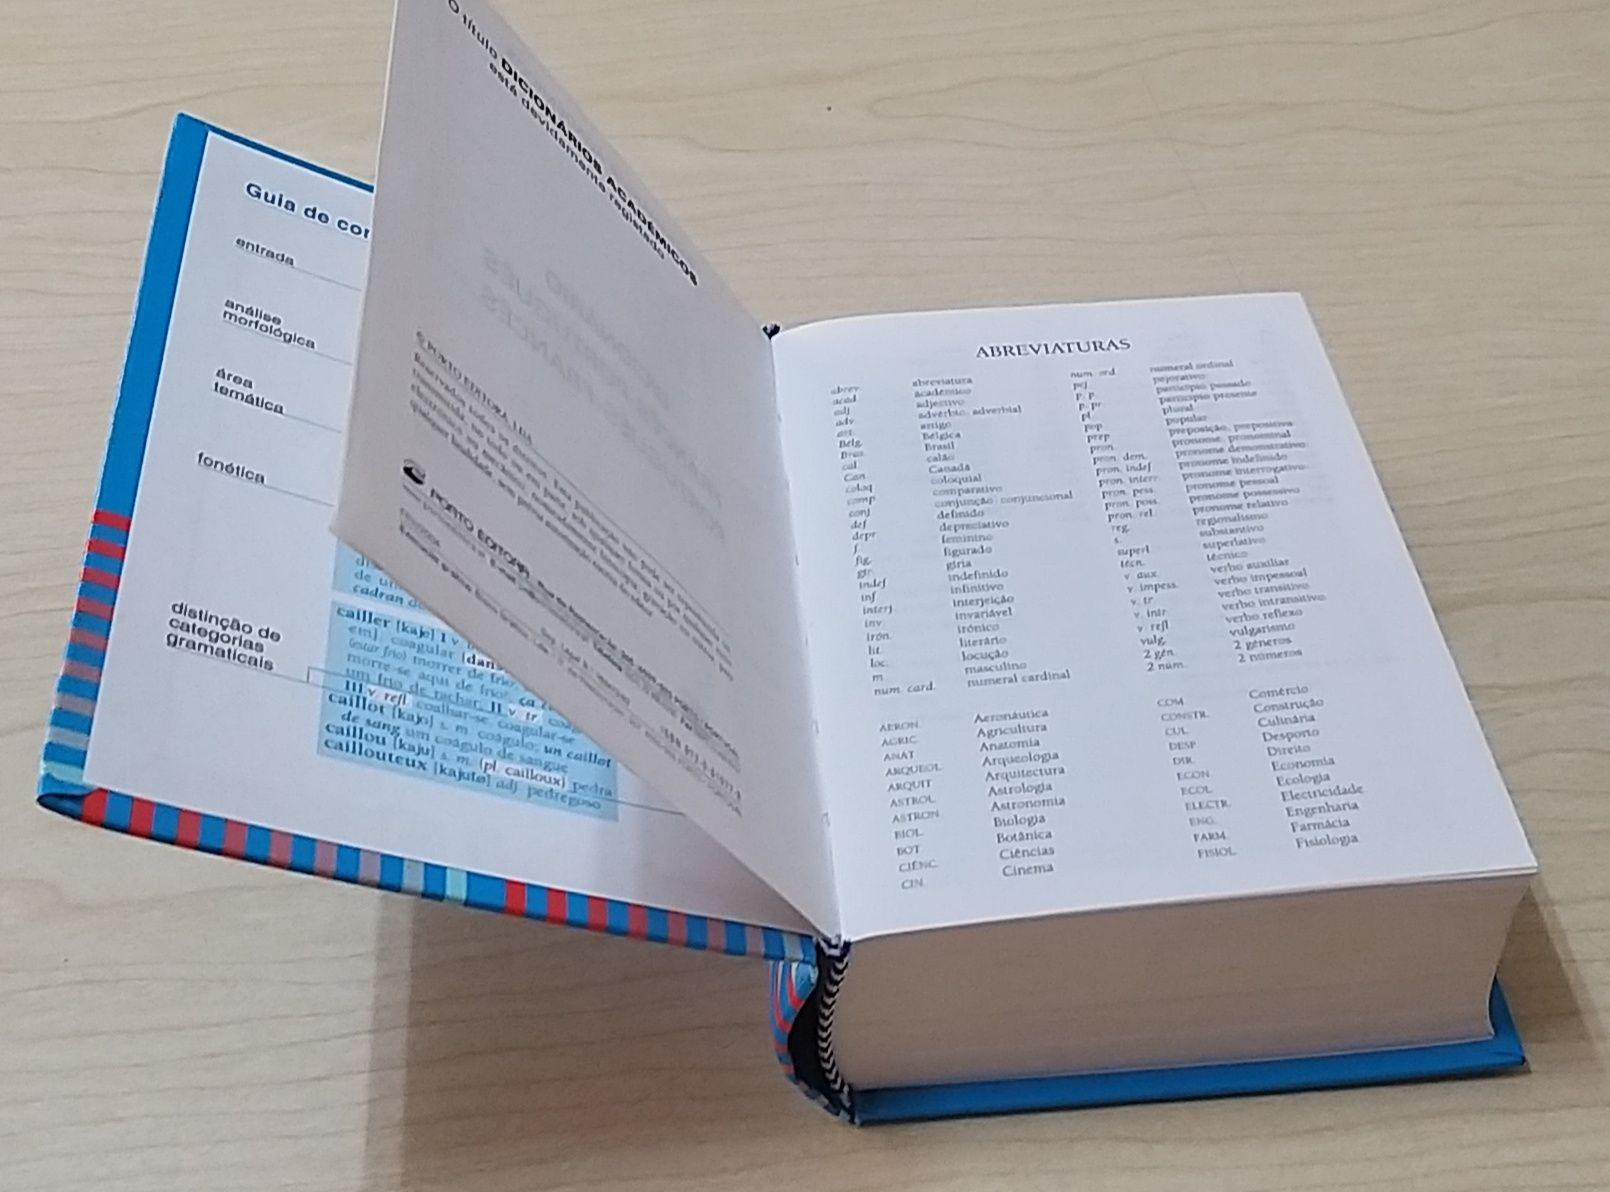 Guia de
entrada
análise
morfológica
área
temática
fonética
distinção de
categorias
gramaticais
cadran
cailler [kaje] I v
em]. coagular [dan
(estar frio) morrer de frio
morre-se aqui de frio
um frio de rachar. II v tr
III v refl coalhar-se coagular-se
caillot [kajo] s. m coágulo; un caillot
de sang um coágulo de sangue
caillou [kaju] s. m. (pl. cailloux) pedra
caillouteux [kajutø] adj pedregoso
O título DICIONÁRIOS ACADÉMICOS
está devidamente registado
© PORTO EDITORA, LDA.
PORTO EDITORA
ABREVIATURAS
abrev. abreviatura
acad académico
adj adjectivo
adv advérbio, adverbial
art. artigo
Belg. Bélgica
Bras. Brasil
cal calão
Can. Canadá
coloq coloquial
comp comparativo
conj conjunção, conjuncional
def definido
depr depreciativo
f feminino
fig. figurado
gír. gíria
indef indefinido
inf infinitivo
interj. interjeição
inv invariável
irón. irónico
lit. literário
loc. locução
m masculino
num. card. numeral cardinal
num. ord numeral ordinal
pej. pejorativo
p. p. particípio passado
p. pr. particípio presente
pl. plural
pop popular
prep preposição, prepositiva
pron. pronome, pronominal
pron. dem. pronome demonstrativo
pron. indef pronome indefinido
pron. interr. pronome interrogativo
pron. pess. pronome pessoal
pron. poss. pronome possessivo
pron. rel. pronome relativo
reg. regionalismo
s. substantivo
superl. superlativo
técn. técnico
v. aux. verbo auxiliar
v. impess. verbo impessoal
v. tr. verbo transitivo
v. intr. verbo intransitivo
v. refl verbo reflexo
vulg. vulgarismo
2 gén. 2 géneros
2 núm. 2 números
AERON. Aeronáutica
AGRIC. Agricultura
ANAT Anatomia
ARQUEOL Arqueologia
ARQUIT Arquitectura
ASTROL Astrologia
ASTRON. Astronomia
BIOL Biologia
BOT Botânica
CIÊNC. Ciências
CIN. Cinema
COM Comércio
CONSTR. Construção
CUL. Culinária
DESP Desporto
DIR. Direito
ECON Economia
ECOL Ecologia
ELECTR. Electricidade
ENG. Engenharia
FARM. Farmácia
FISIOL Fisiologia